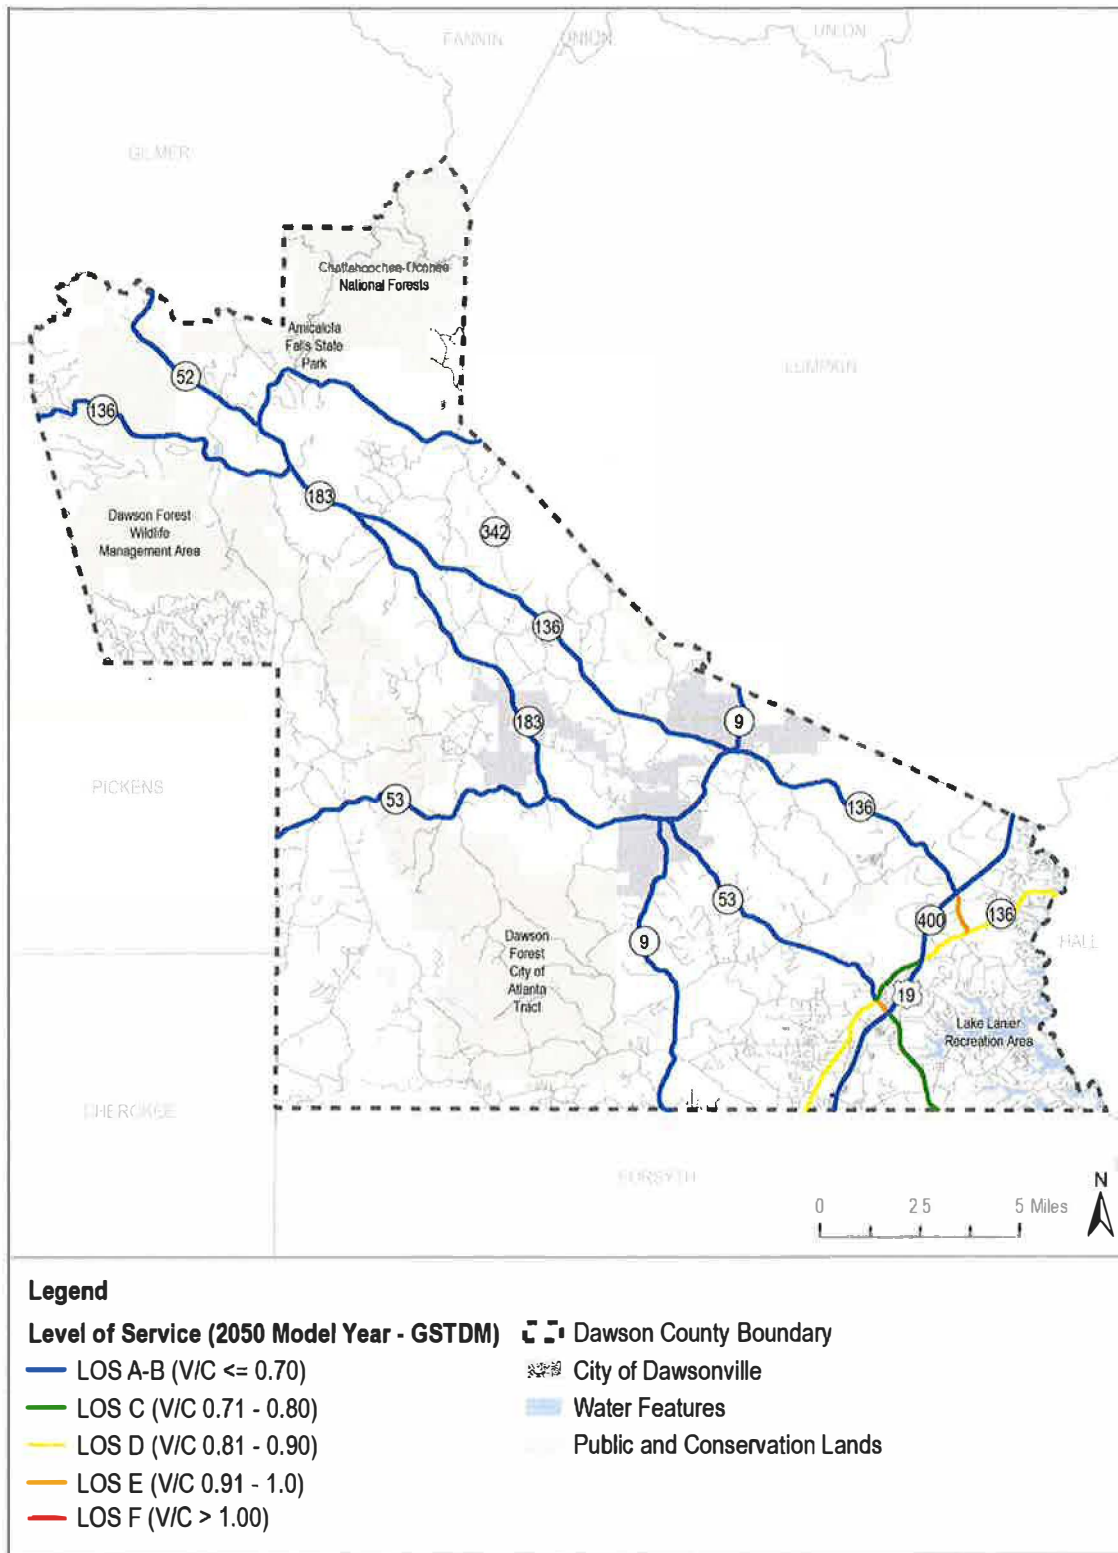 FANNIN
UNION
UNION
GILMER
Chattahoochee-Oconee
National Forests
Amicalola
Falls State
Park
LUMPKIN
52
136
183
Dawson Forest
Wildlife
Management Area
342
136
183
9
PICKENS
53
136
53
400
136
HALL
9
Dawson
Forest
City of
Atlanta
Tract
19
Lake Lanier
Recreation Area
CHEROKEE
FORSYTH
N
0 2.5 5 Miles
Legend
Level of Service (2050 Model Year - GSTDM)
LOS A-B (V/C <= 0.70)
LOS C (V/C 0.71 - 0.80)
LOS D (V/C 0.81 - 0.90)
LOS E (V/C 0.91 - 1.0)
LOS F (V/C > 1.00)
Dawson County Boundary
City of Dawsonville
Water Features
Public and Conservation Lands